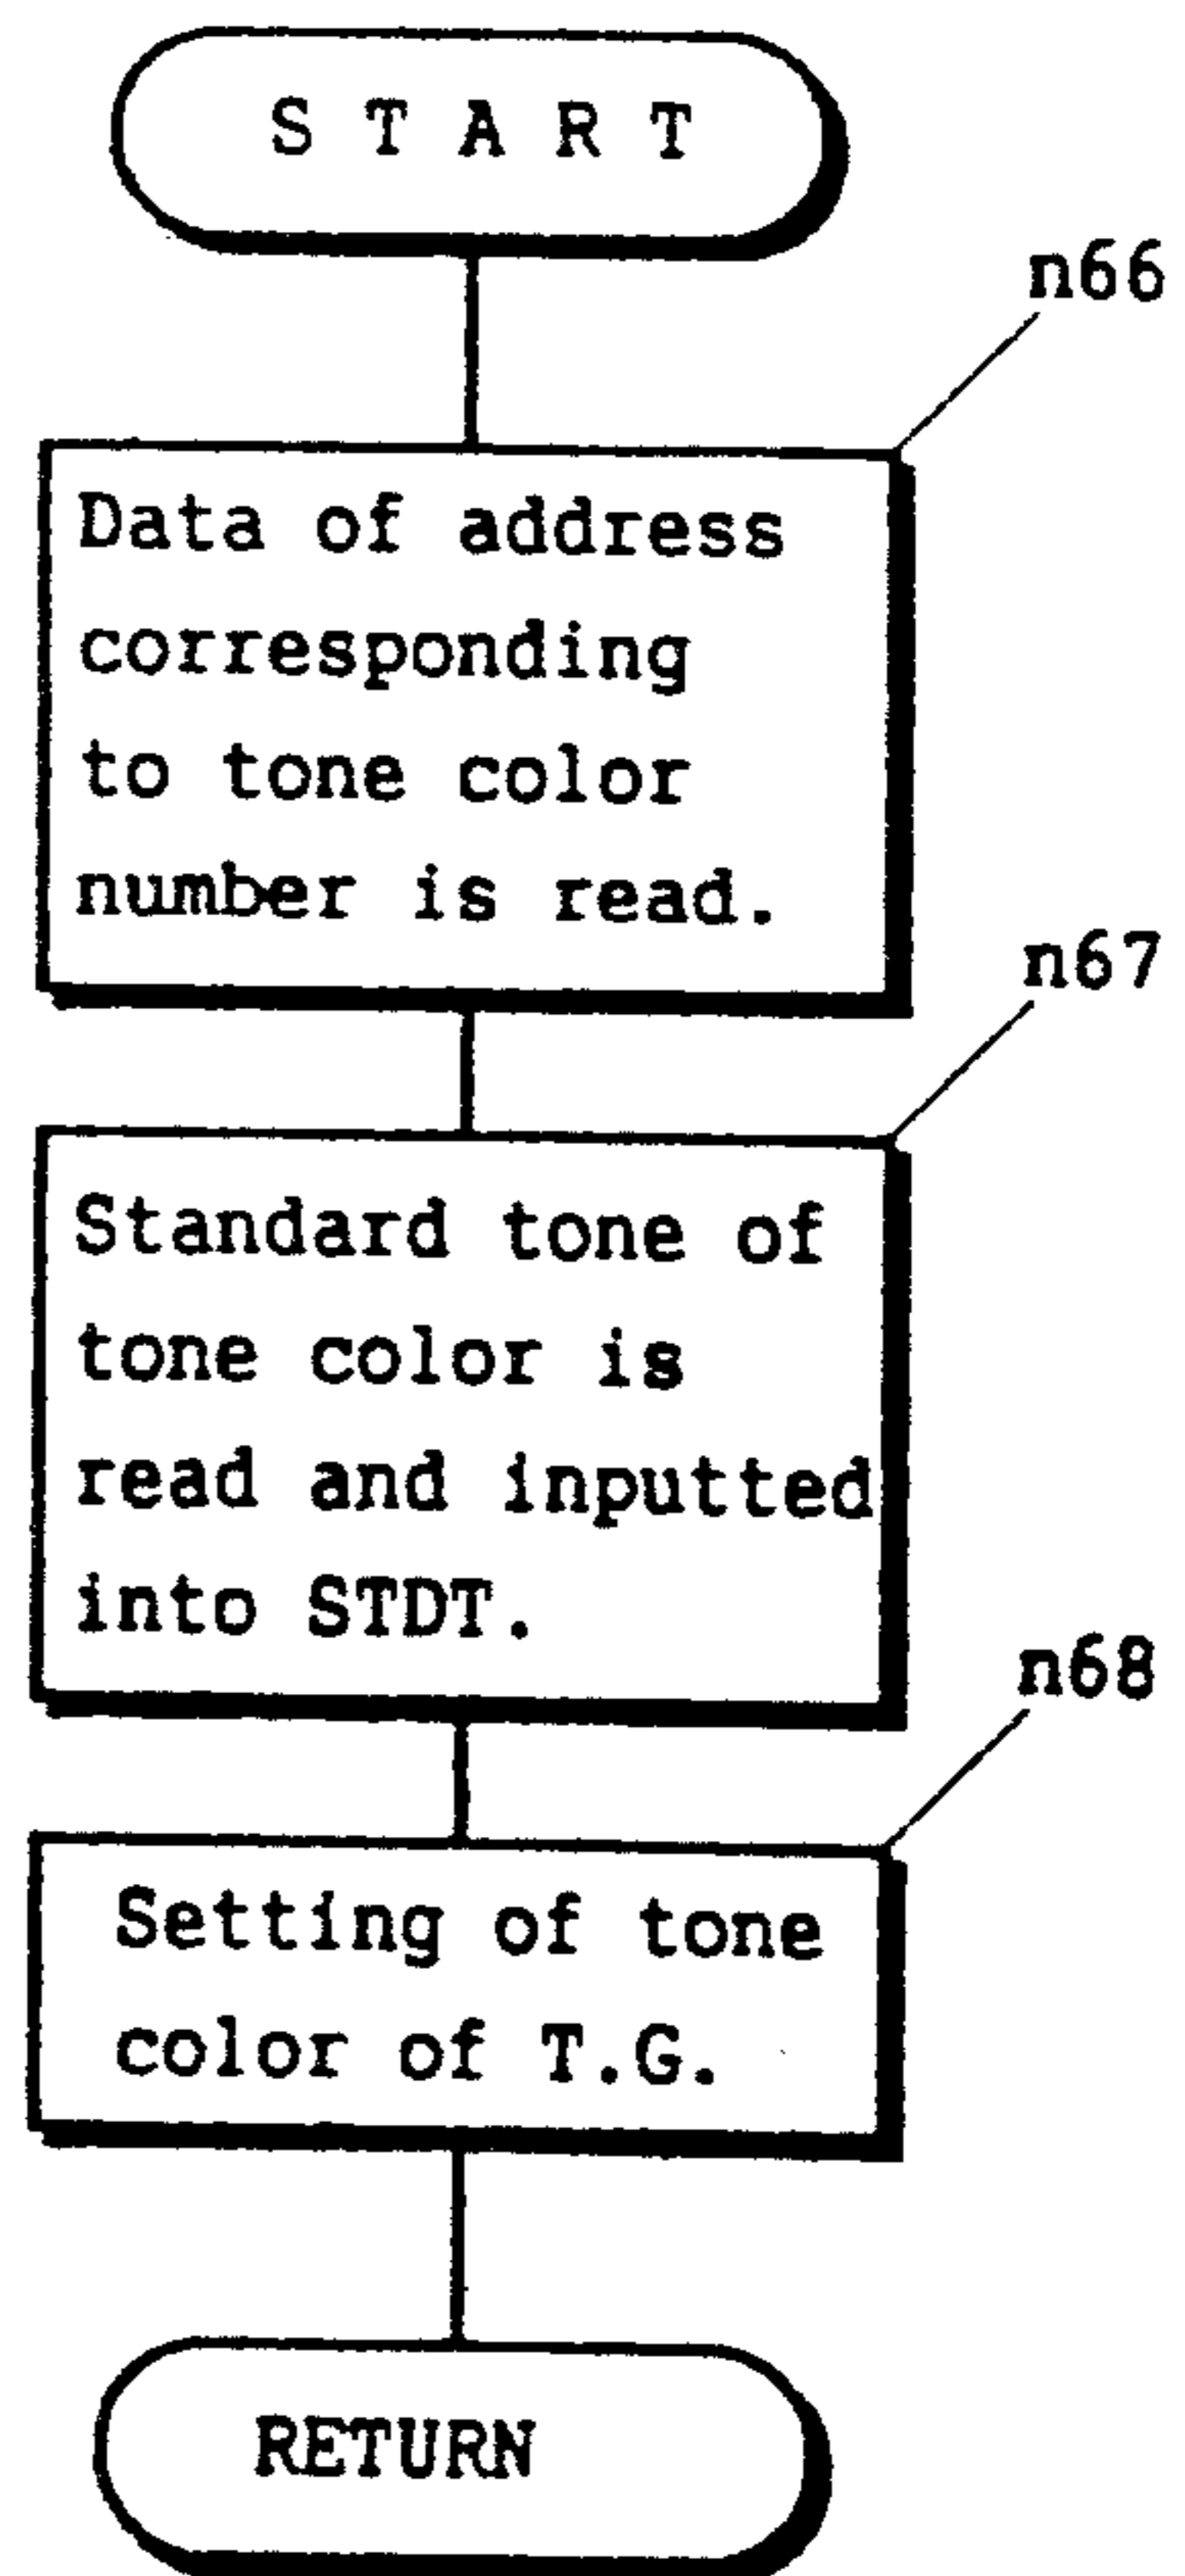 S T A R T
n66
Data of address
corresponding
to tone color
number is read.
n67
Standard tone of
tone color is
read and inputted
into STDT.
n68
Setting of tone
color of T.G.
RETURN